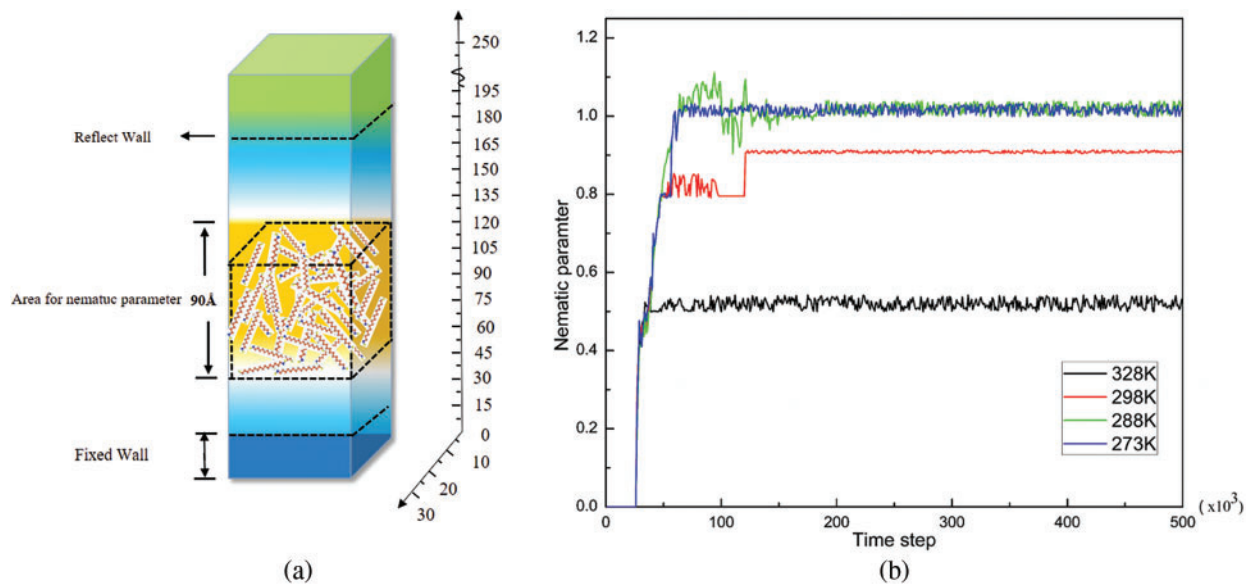 Reflect Wall
Area for nematuc parameter 90Å
Fixed Wall
250
195
180
165
150
135
120
105
90
75
60
45
30
15
0
10
20
30
(a)
Nematic paramter
1.2
1.0
0.8
0.6
0.4
0.2
0.0
328K
298K
288K
273K
0 100 200 300 400 500 (x10³)
Time step
(b)